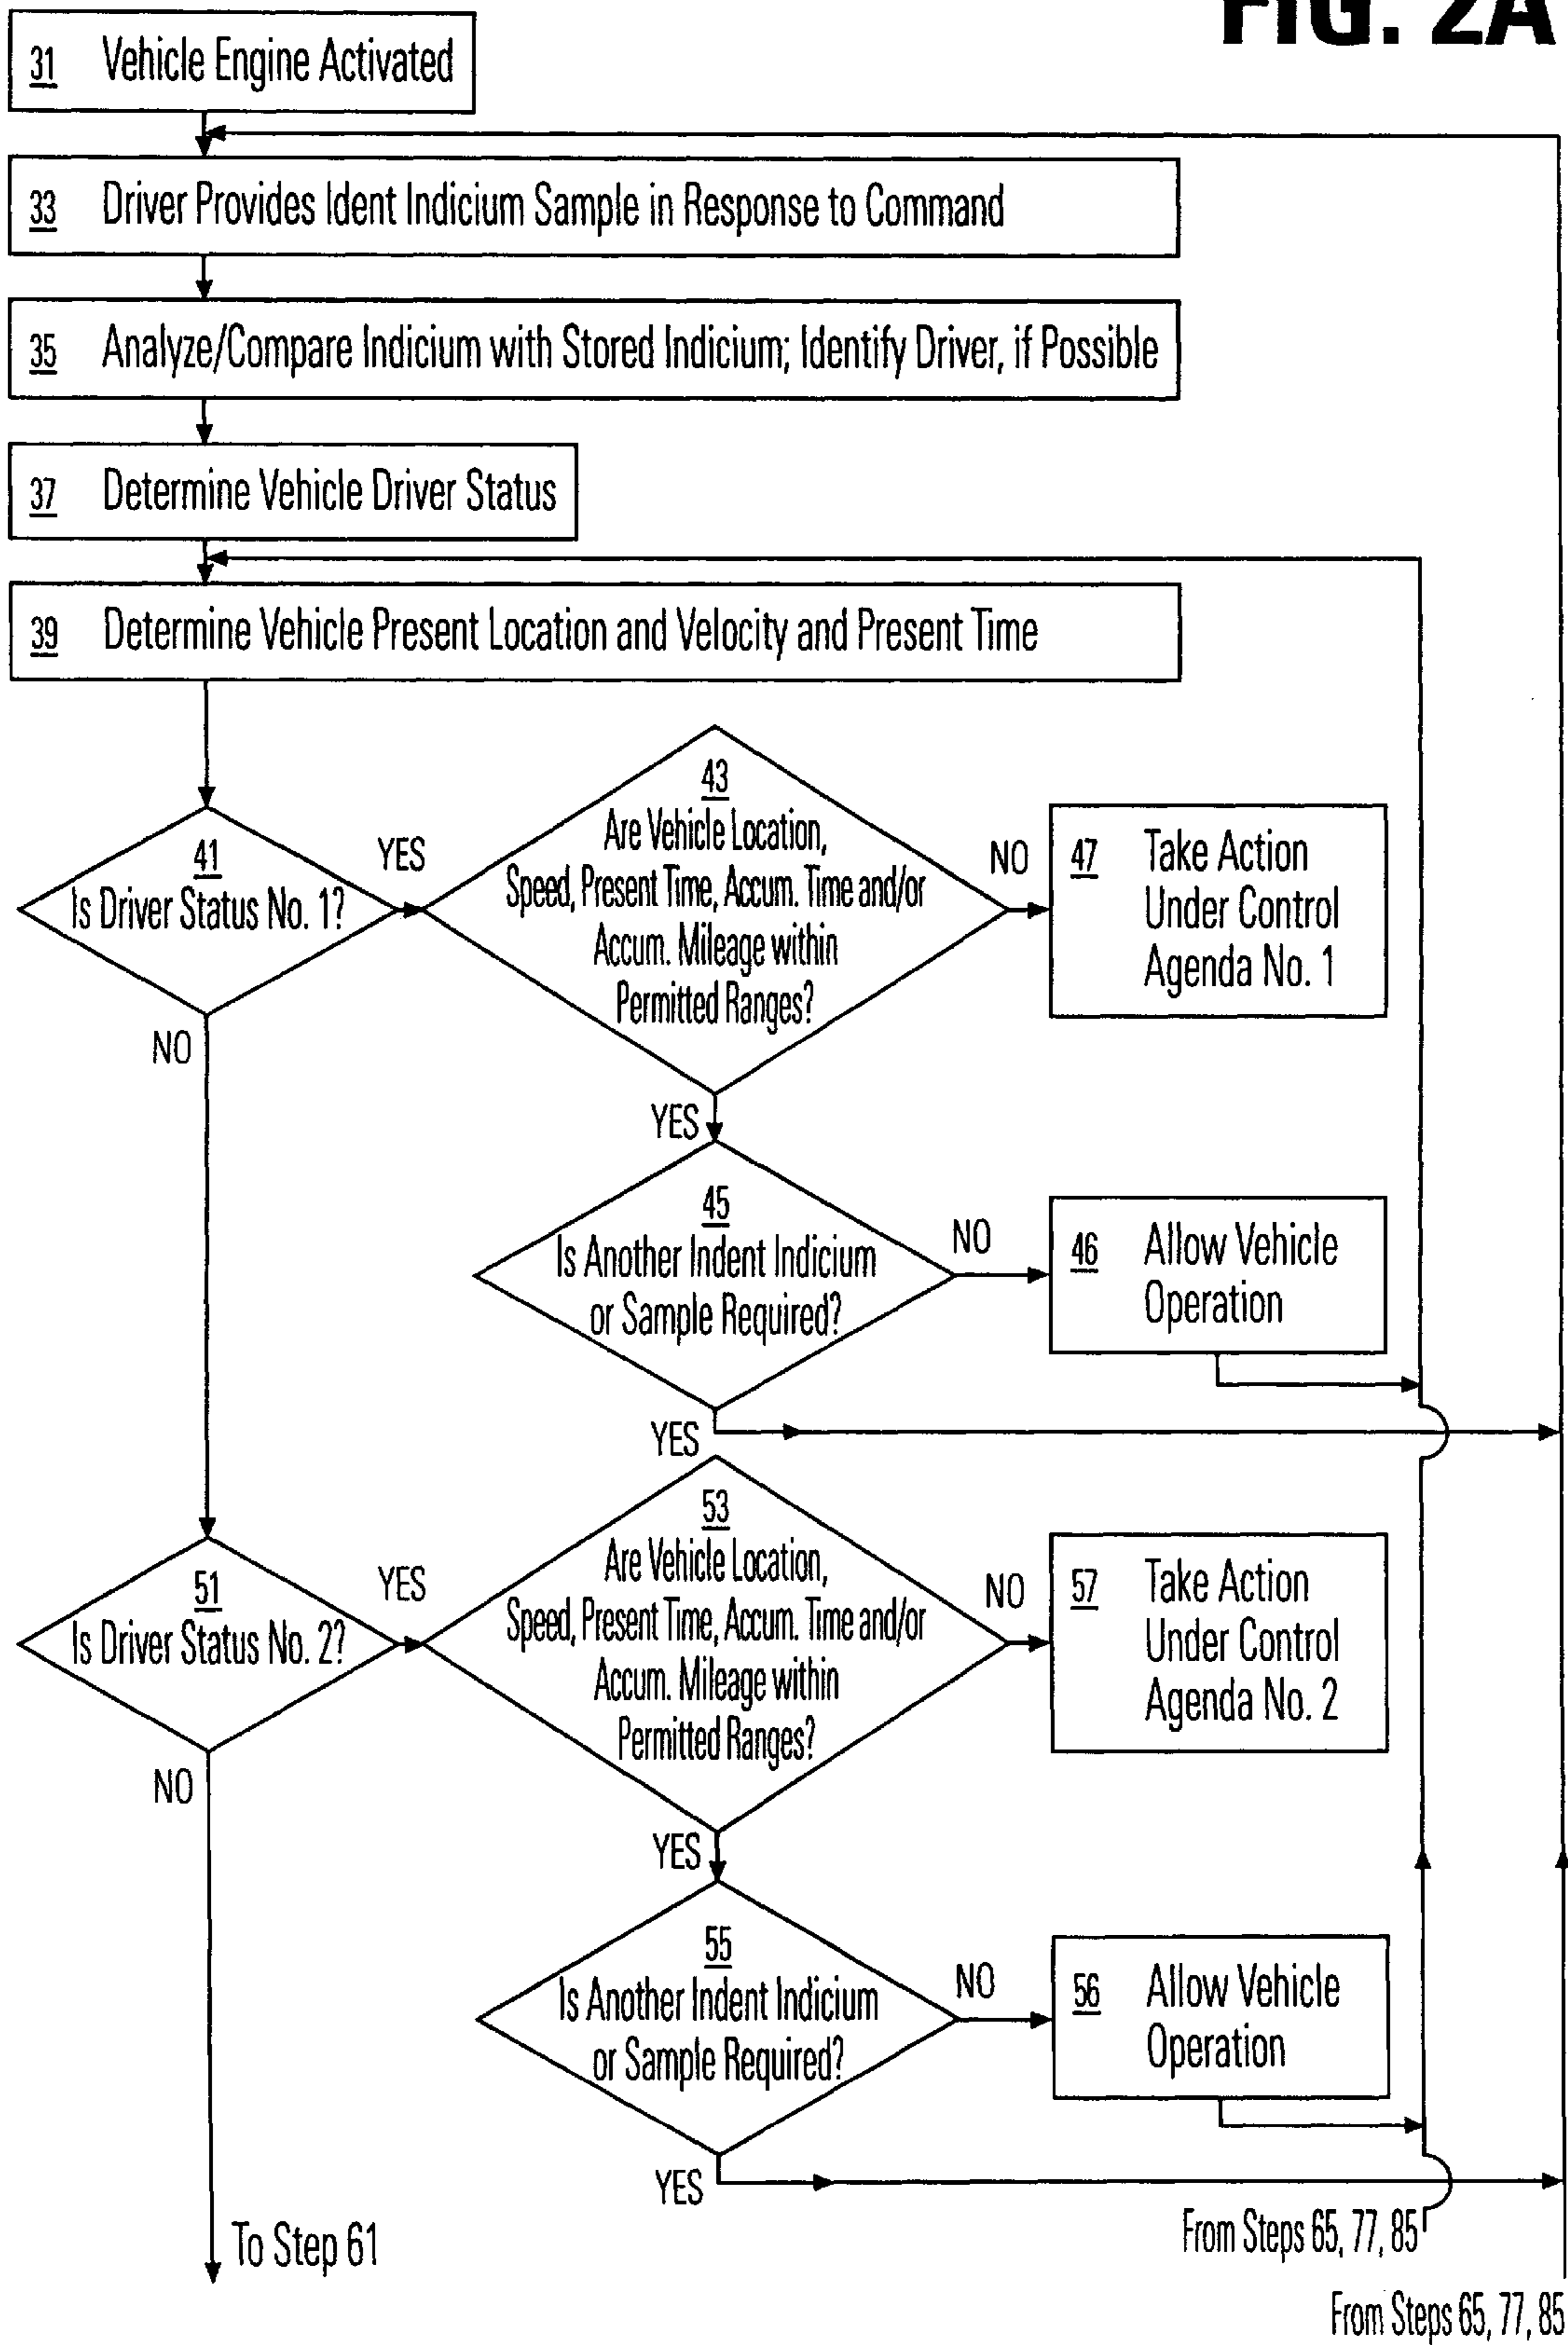 FIG. 2A
31 Vehicle Engine Activated
33 Driver Provides Ident Indicium Sample in Response to Command
35 Analyze/Compare Indicium with Stored Indicium; Identify Driver, if Possible
37 Determine Vehicle Driver Status
39 Determine Vehicle Present Location and Velocity and Present Time
41
Is Driver Status No. 1?
YES
NO
43
Are Vehicle Location,
Speed, Present Time, Accum. Time and/or
Accum. Mileage within
Permitted Ranges?
NO
YES
47 Take Action
Under Control
Agenda No. 1
45
Is Another Indent Indicium
or Sample Required?
NO
YES
46 Allow Vehicle
Operation
51
Is Driver Status No. 2?
YES
NO
53
Are Vehicle Location,
Speed, Present Time, Accum. Time and/or
Accum. Mileage within
Permitted Ranges?
NO
YES
57 Take Action
Under Control
Agenda No. 2
55
Is Another Indent Indicium
or Sample Required?
NO
YES
56 Allow Vehicle
Operation
To Step 61
From Steps 65, 77, 85
From Steps 65, 77, 85